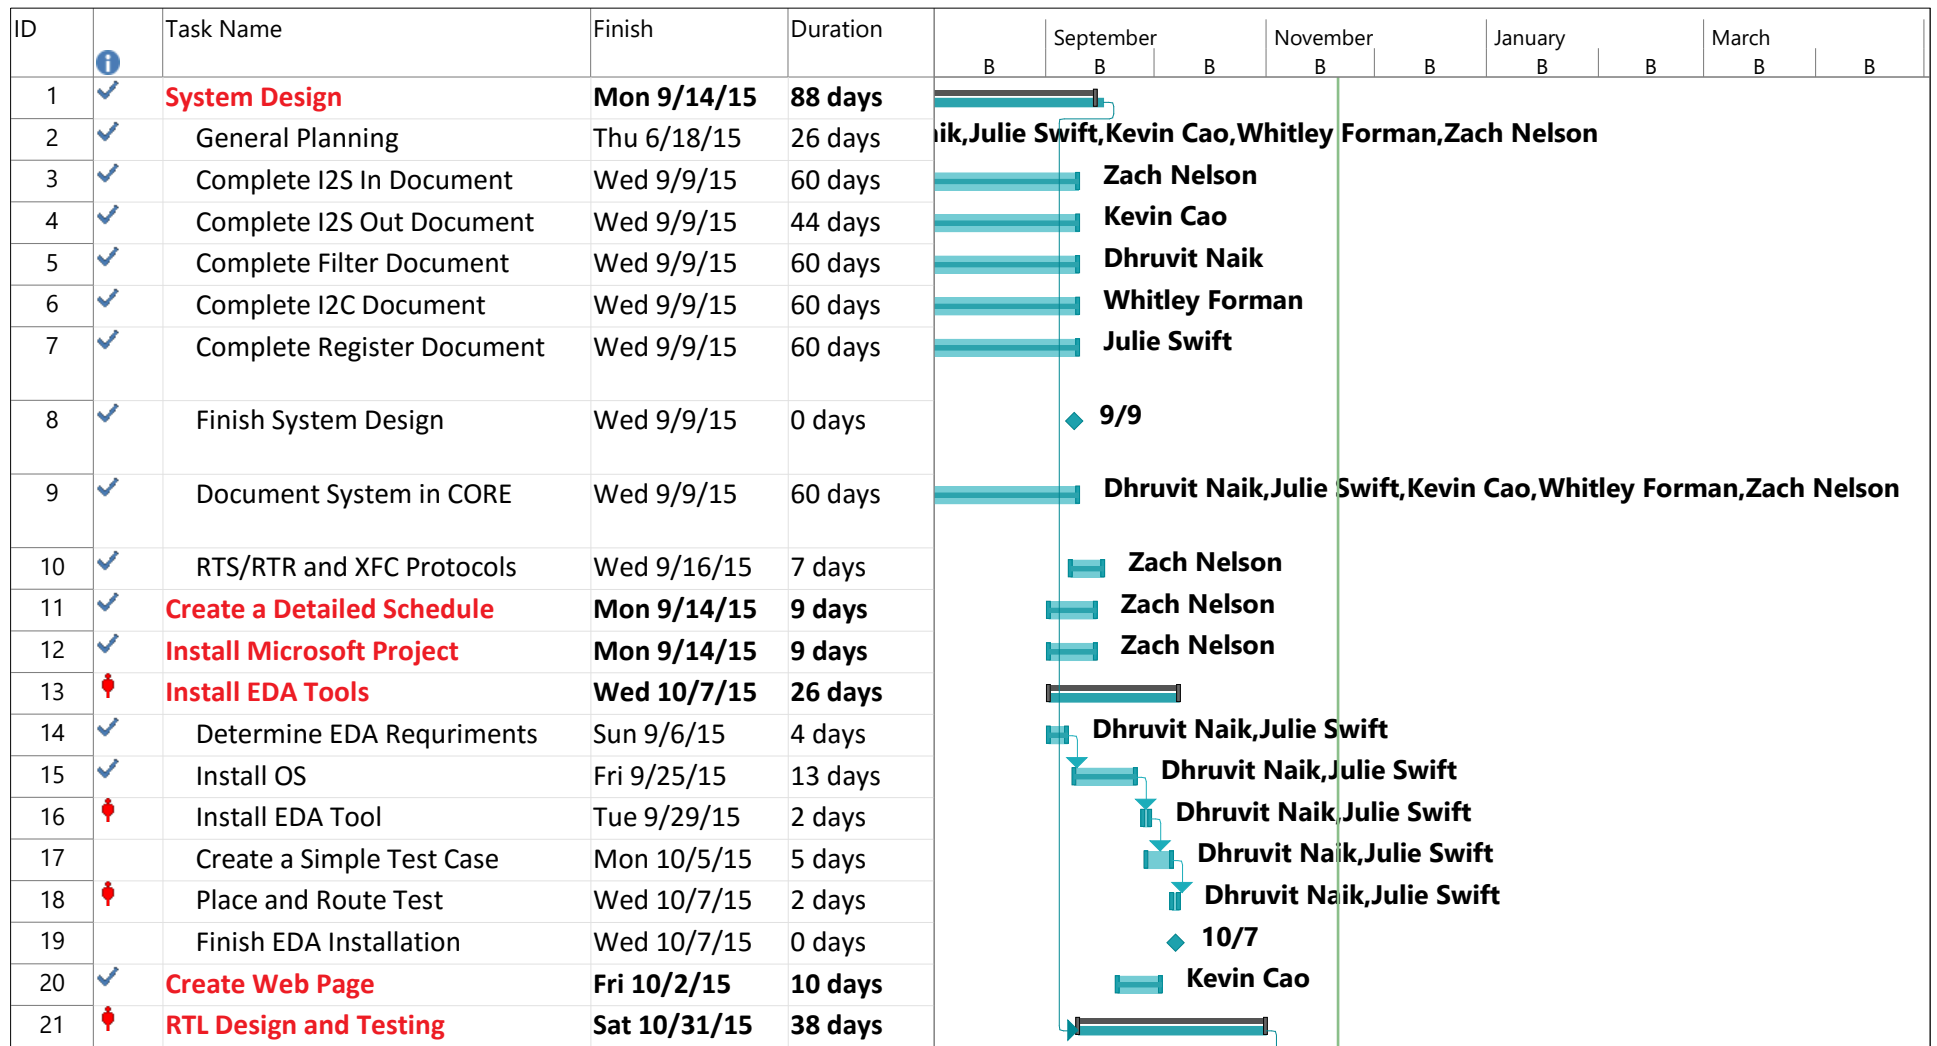 ID Task Name Finish Duration September November January March
B B B B B B B B B
1 System Design Mon 9/14/15 88 days
2 General Planning Thu 6/18/15 26 days ik,Julie Swift,Kevin Cao,Whitley Forman,Zach Nelson
3 Complete I2S In Document Wed 9/9/15 60 days Zach Nelson
4 Complete I2S Out Document Wed 9/9/15 44 days Kevin Cao
5 Complete Filter Document Wed 9/9/15 60 days Dhruvit Naik
6 Complete I2C Document Wed 9/9/15 60 days Whitley Forman
7 Complete Register Document Wed 9/9/15 60 days Julie Swift
8 Finish System Design Wed 9/9/15 0 days 9/9
9 Document System in CORE Wed 9/9/15 60 days Dhruvit Naik,Julie Swift,Kevin Cao,Whitley Forman,Zach Nelson
10 RTS/RTR and XFC Protocols Wed 9/16/15 7 days Zach Nelson
11 Create a Detailed Schedule Mon 9/14/15 9 days Zach Nelson
12 Install Microsoft Project Mon 9/14/15 9 days Zach Nelson
13 Install EDA Tools Wed 10/7/15 26 days
14 Determine EDA Requriments Sun 9/6/15 4 days Dhruvit Naik,Julie Swift
15 Install OS Fri 9/25/15 13 days Dhruvit Naik,Julie Swift
16 Install EDA Tool Tue 9/29/15 2 days Dhruvit Naik,Julie Swift
17 Create a Simple Test Case Mon 10/5/15 5 days Dhruvit Naik,Julie Swift
18 Place and Route Test Wed 10/7/15 2 days Dhruvit Naik,Julie Swift
19 Finish EDA Installation Wed 10/7/15 0 days 10/7
20 Create Web Page Fri 10/2/15 10 days Kevin Cao
21 RTL Design and Testing Sat 10/31/15 38 days